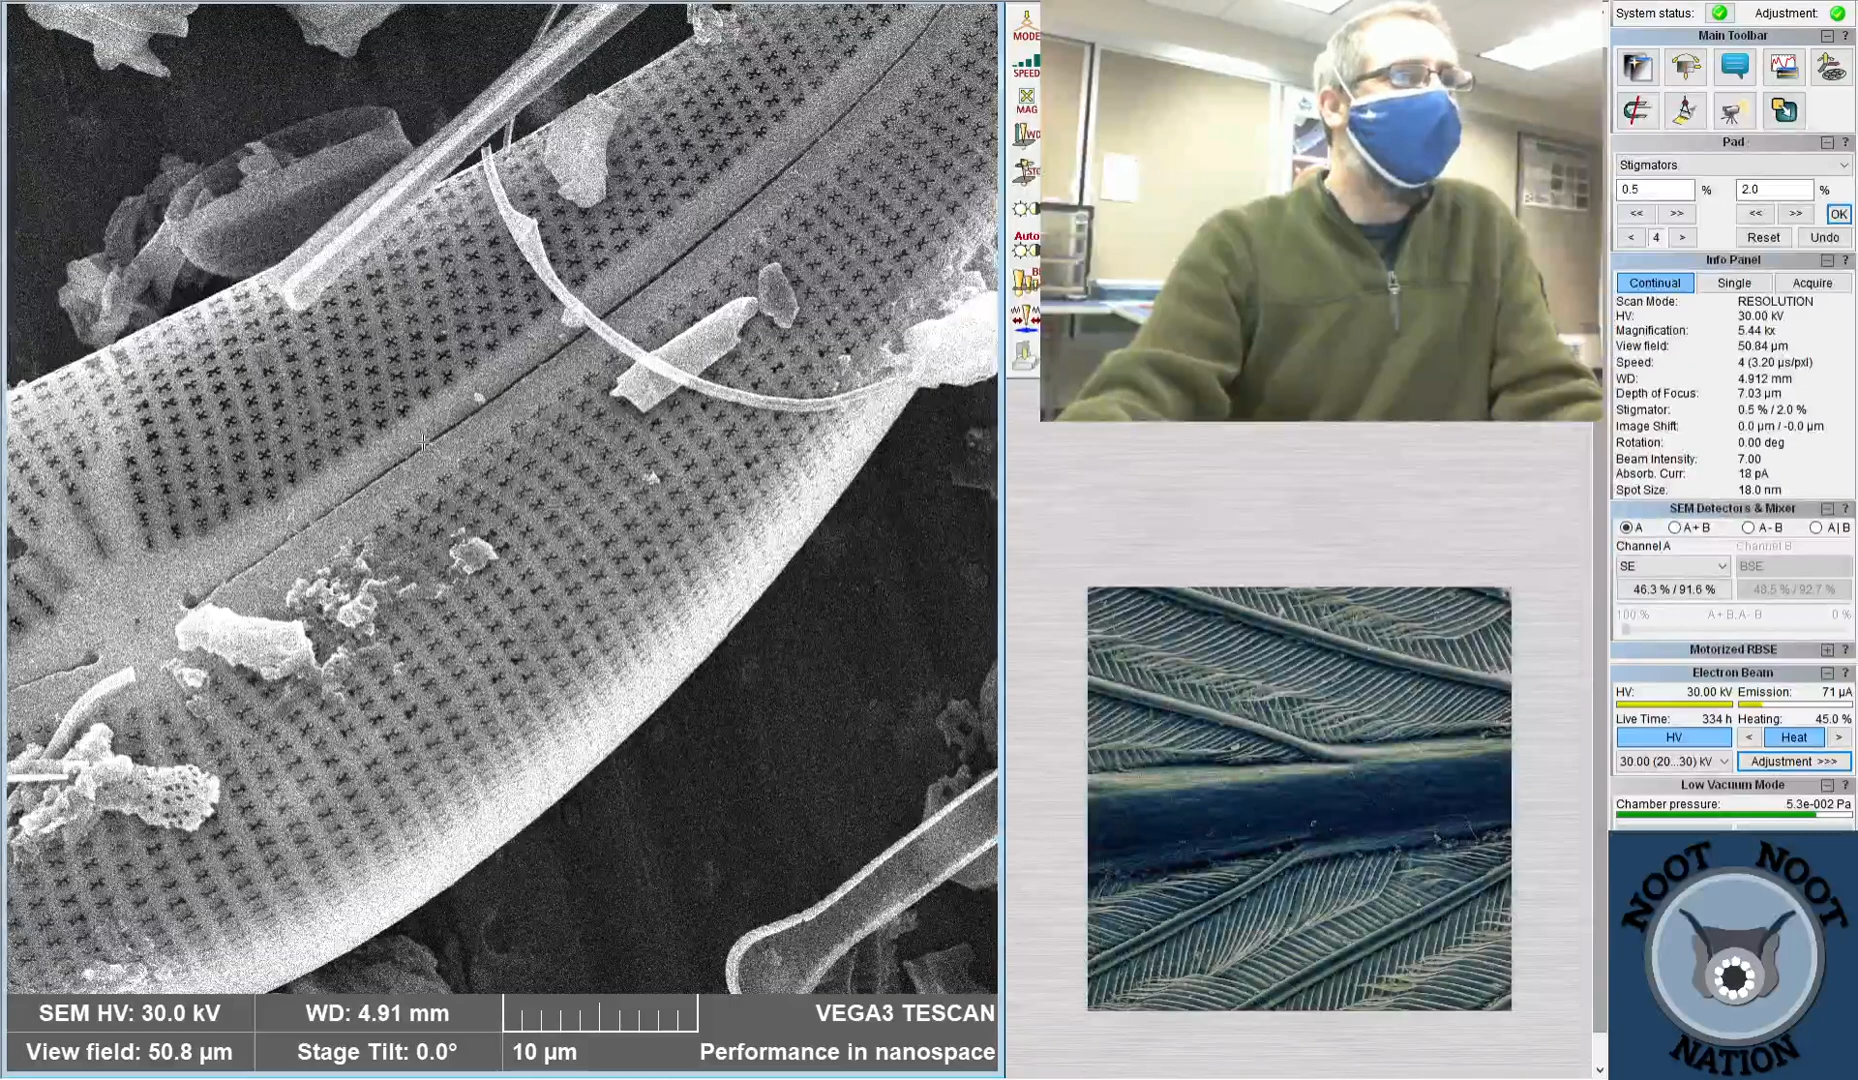 System status: Adjustment:
Main Toolbar — ?
MODE
SPEED
MAG
WD
Auto
Pad — ?
Stigmators
0.5 % 2.0 %
<< >> << >> OK
< 4 > Reset Undo
Info Panel — ?
Continual Single Acquire
Scan Mode: RESOLUTION
HV: 30.00 kV
Magnification: 5.44 kx
View field: 50.84 µm
Speed: 4 (3.20 µs/pxl)
WD: 4.912 mm
Depth of Focus: 7.03 µm
Stigmator: 0.5 % / 2.0 %
Image Shift: 0.0 µm / -0.0 µm
Rotation: 0.00 deg
Beam Intensity: 7.00
Absorb. Curr: 18 pA
Spot Size: 18.0 nm
SEM Detectors & Mixer — ?
A A + B A - B A | B
Channel A Channel B
SE BSE
46.3 % / 91.6 % 48.5 % / 92.7 %
100 % A + B, A - B 0 %
Motorized RBSE + ?
Electron Beam — ?
HV: 30.00 kV Emission: 71 µA
Live Time: 334 h Heating: 45.0 %
HV < Heat >
30.00 (20...30) kV Adjustment >>>
Low Vacuum Mode — ?
Chamber pressure: 5.3e-002 Pa
NOOT NOOT
NATION
SEM HV: 30.0 kV WD: 4.91 mm VEGA3 TESCAN
View field: 50.8 µm Stage Tilt: 0.0° 10 µm Performance in nanospace